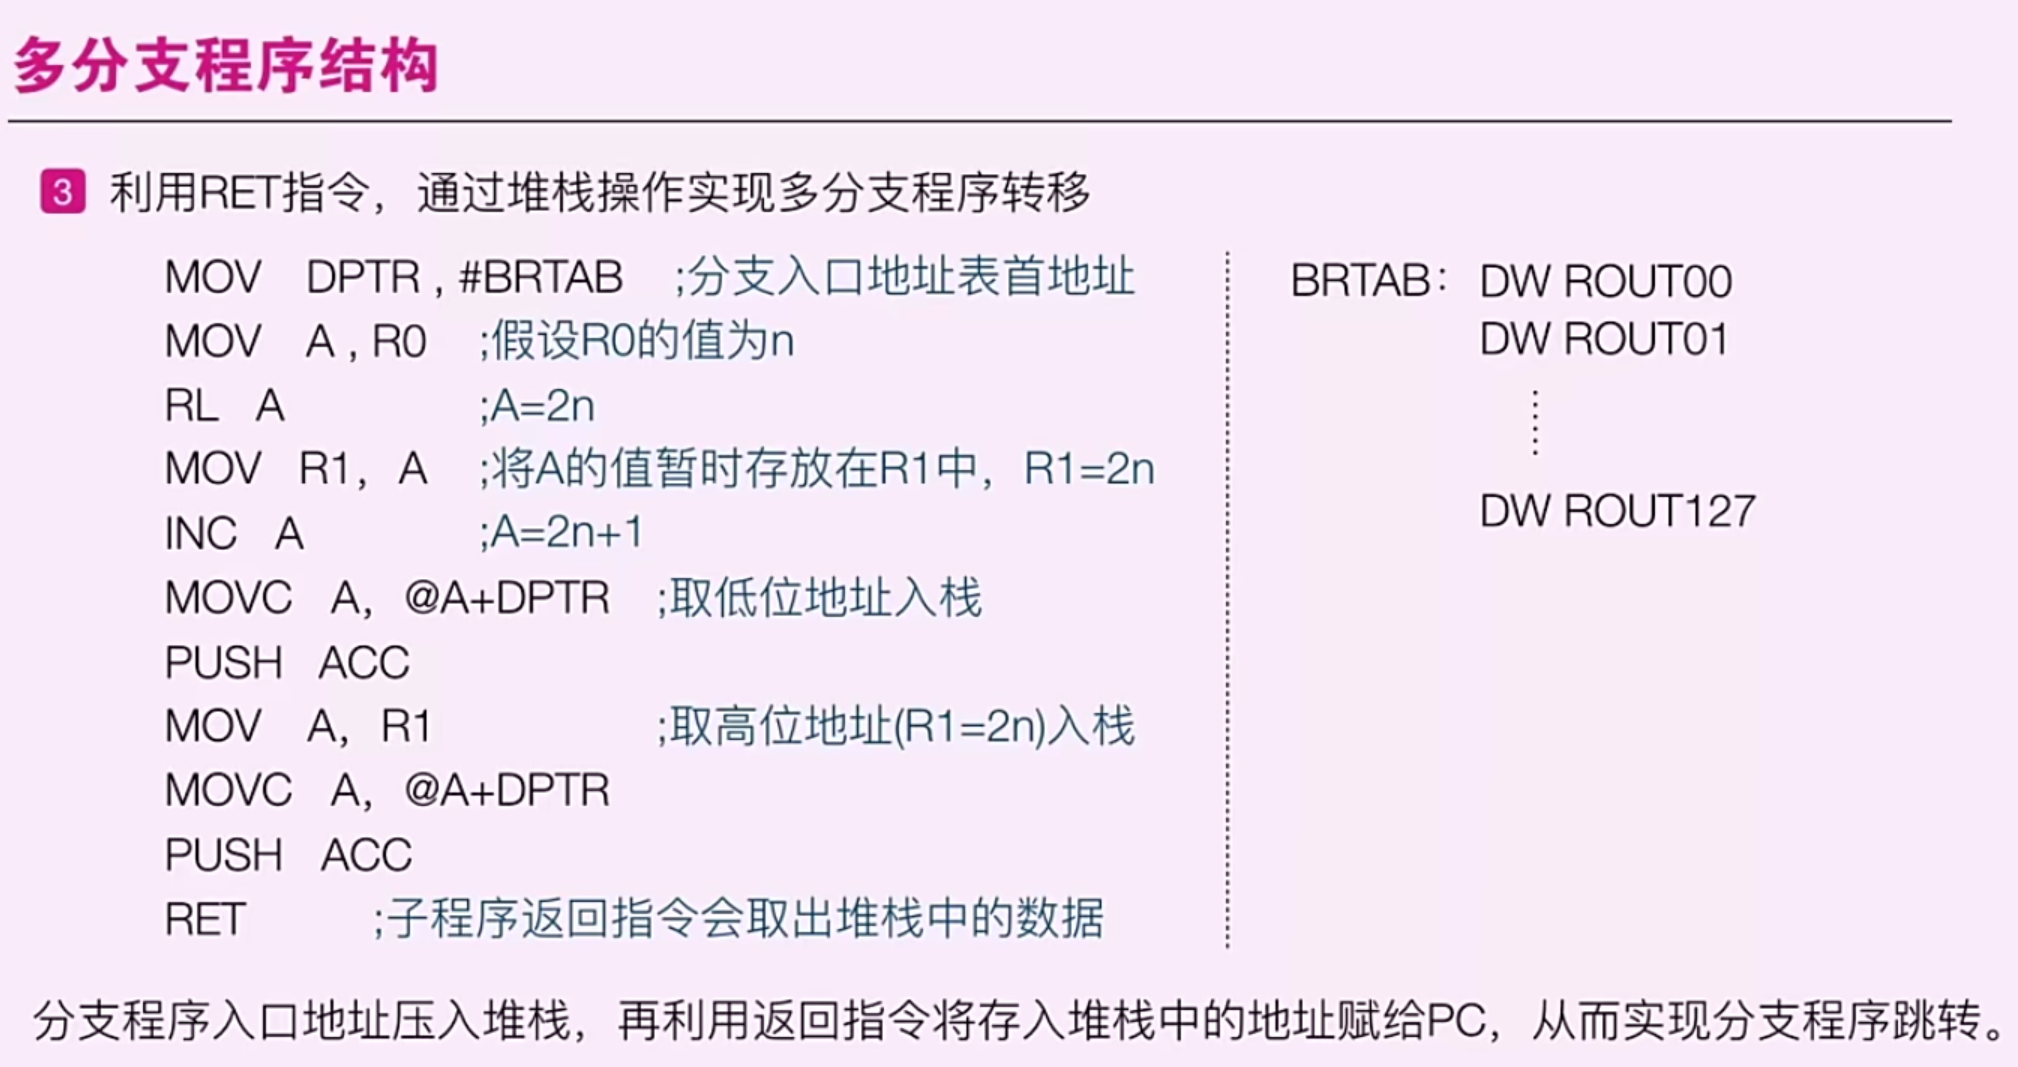 多分支程序结构
3 利用RET指令，通过堆栈操作实现多分支程序转移
MOV DPTR , #BRTAB ;分支入口地址表首地址
MOV A , R0 ;假设R0的值为n
RL A ;A=2n
MOV R1， A ;将A的值暂时存放在R1中，R1=2n
INC A ;A=2n+1
MOVC A， @A+DPTR ;取低位地址入栈
PUSH ACC
MOV A， R1 ;取高位地址(R1=2n)入栈
MOVC A， @A+DPTR
PUSH ACC
RET ;子程序返回指令会取出堆栈中的数据
BRTAB： DW ROUT00
DW ROUT01
DW ROUT127
分支程序入口地址压入堆栈，再利用返回指令将存入堆栈中的地址赋给PC，从而实现分支程序跳转。